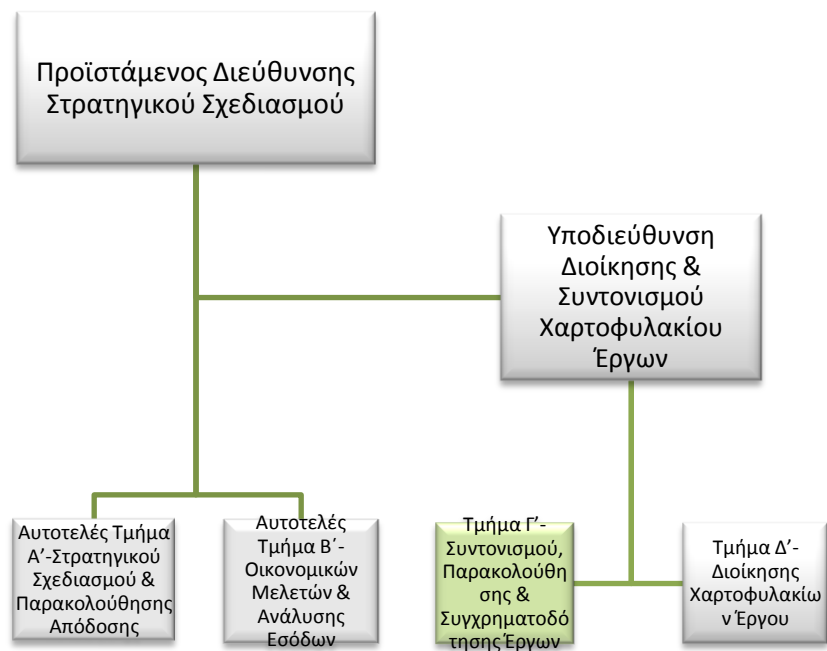 Προϊστάμενος Διεύθυνσης
Στρατηγικού Σχεδιασμού
Υποδιεύθυνση
Διοίκησης &
Συντονισμού
Χαρτοφυλακίου
Έργων
Αυτοτελές Τμήμα
Α’-Στρατηγικού
Σχεδιασμού &
Παρακολούθησης
Απόδοσης
Αυτοτελές
Τμήμα Β΄-
Οικονομικών
Μελετών &
Ανάλυσης
Εσόδων
Τμήμα Γ’-
Συντονισμού,
Παρακολούθη
σης &
Συγχρηματοδό
τησης Έργων
Τμήμα Δ’-
Διοίκησης
Χαρτοφυλακίω
ν Έργου